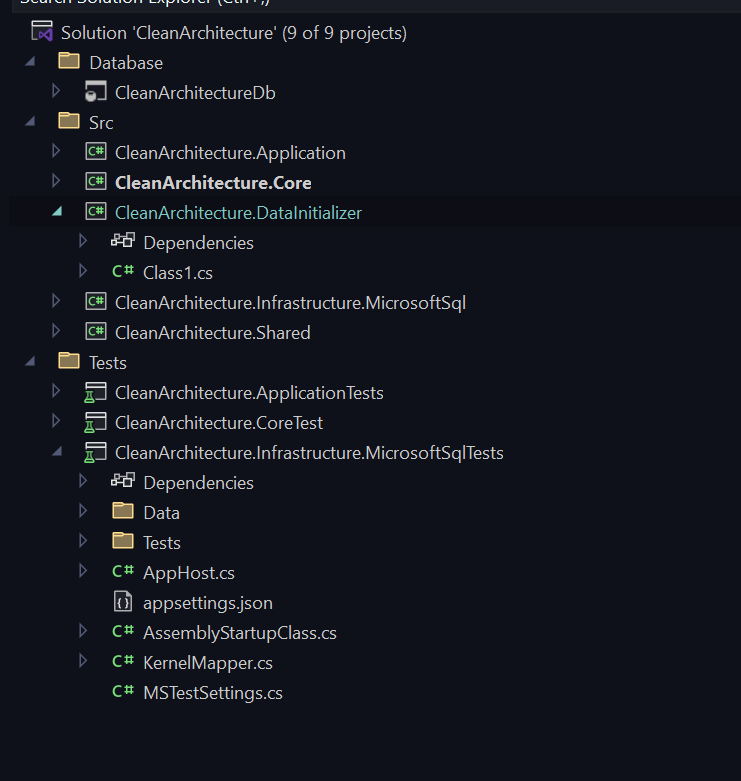 Search Solution Explorer (Ctrl+;)
Solution 'CleanArchitecture' (9 of 9 projects)
Database
CleanArchitectureDb
Src
C# CleanArchitecture.Application
C# CleanArchitecture.Core
C# CleanArchitecture.DataInitializer
Dependencies
C# Class1.cs
C# CleanArchitecture.Infrastructure.MicrosoftSql
C# CleanArchitecture.Shared
Tests
CleanArchitecture.ApplicationTests
CleanArchitecture.CoreTest
CleanArchitecture.Infrastructure.MicrosoftSqlTests
Dependencies
Data
Tests
C# AppHost.cs
appsettings.json
C# AssemblyStartupClass.cs
C# KernelMapper.cs
C# MSTestSettings.cs